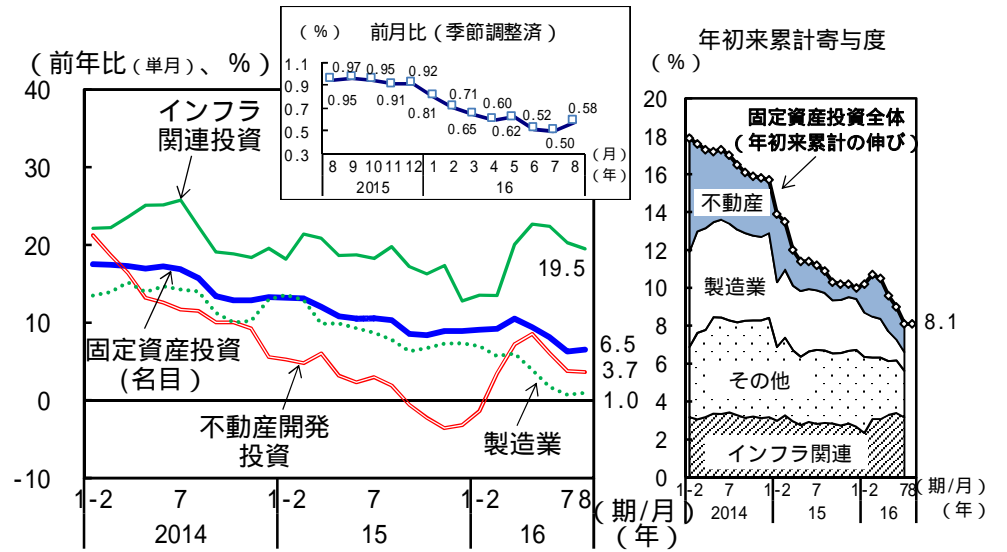 (前年比(単月)、%)
40
30
20
10
0
-10
インフラ
関連投資
固定資産投資
(名目)
不動産開発
投資
製造業
19.5
6.5
3.7
1.0
1-2 7 1-2 7 1-2 7 8 (期/月)
2014 15 16 (年)
(%) 前月比(季節調整済)
1.1
0.9
0.7
0.5
0.3
0.97 0.95 0.92
0.95 0.91 0.81
0.71 0.60 0.52 0.58
0.65 0.62 0.50
8 9 10 11 12 1 2 3 4 5 6 7 8 (月)
2015 16 (年)
年初来累計寄与度
(%)
20
18
16
14
12
10
8
6
4
2
0
固定資産投資全体
(年初来累計の伸び)
不動産
製造業
その他
インフラ関連
8.1
1-2 7 1-2 7 1-2 78 (期/月)
2014 15 16 (年)